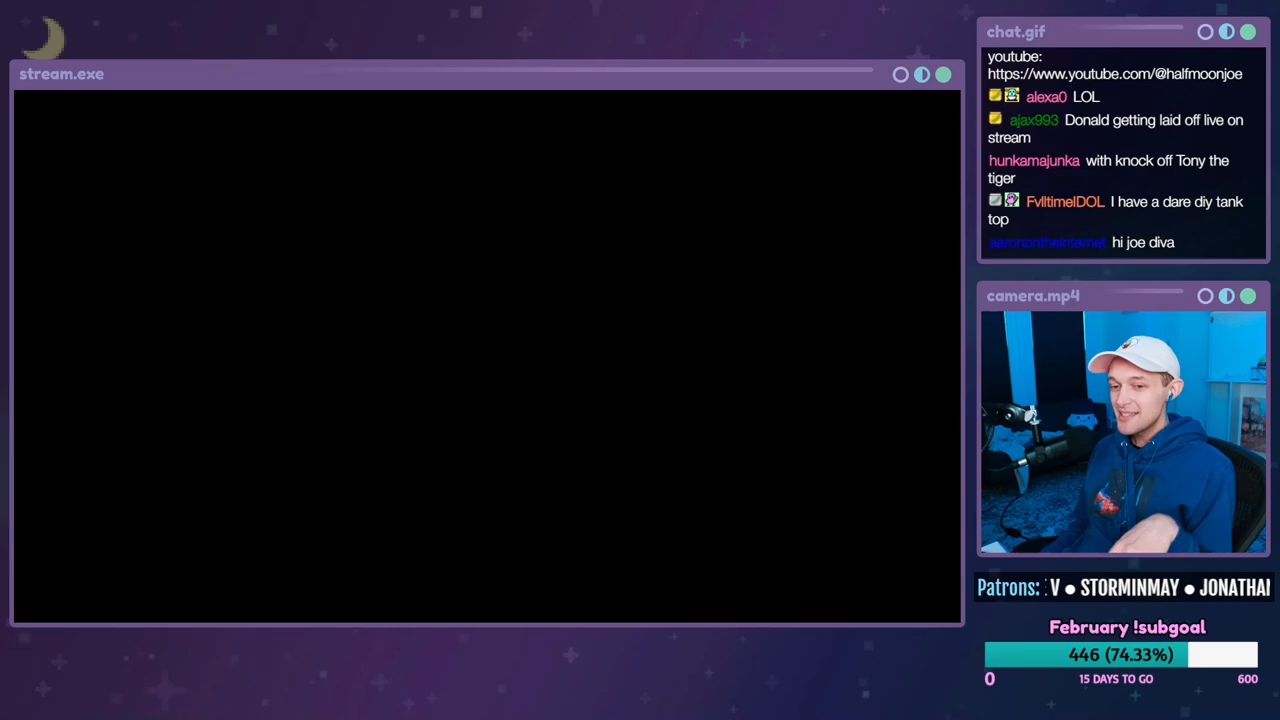 stream.exe
chat.gif
youtube:
https://www.youtube.com/@halfmoonjoe
alexa0 LOL
ajax993 Donald getting laid off live on
stream
hunkamajunka with knock off Tony the
tiger
FvlltimeIDOL I have a dare diy tank
top
aaronontheinternet hi joe diva
camera.mp4
Patrons: V ● STORMINMAY ● JONATHAN
February !subgoal
446 (74.33%)
0 15 DAYS TO GO 600